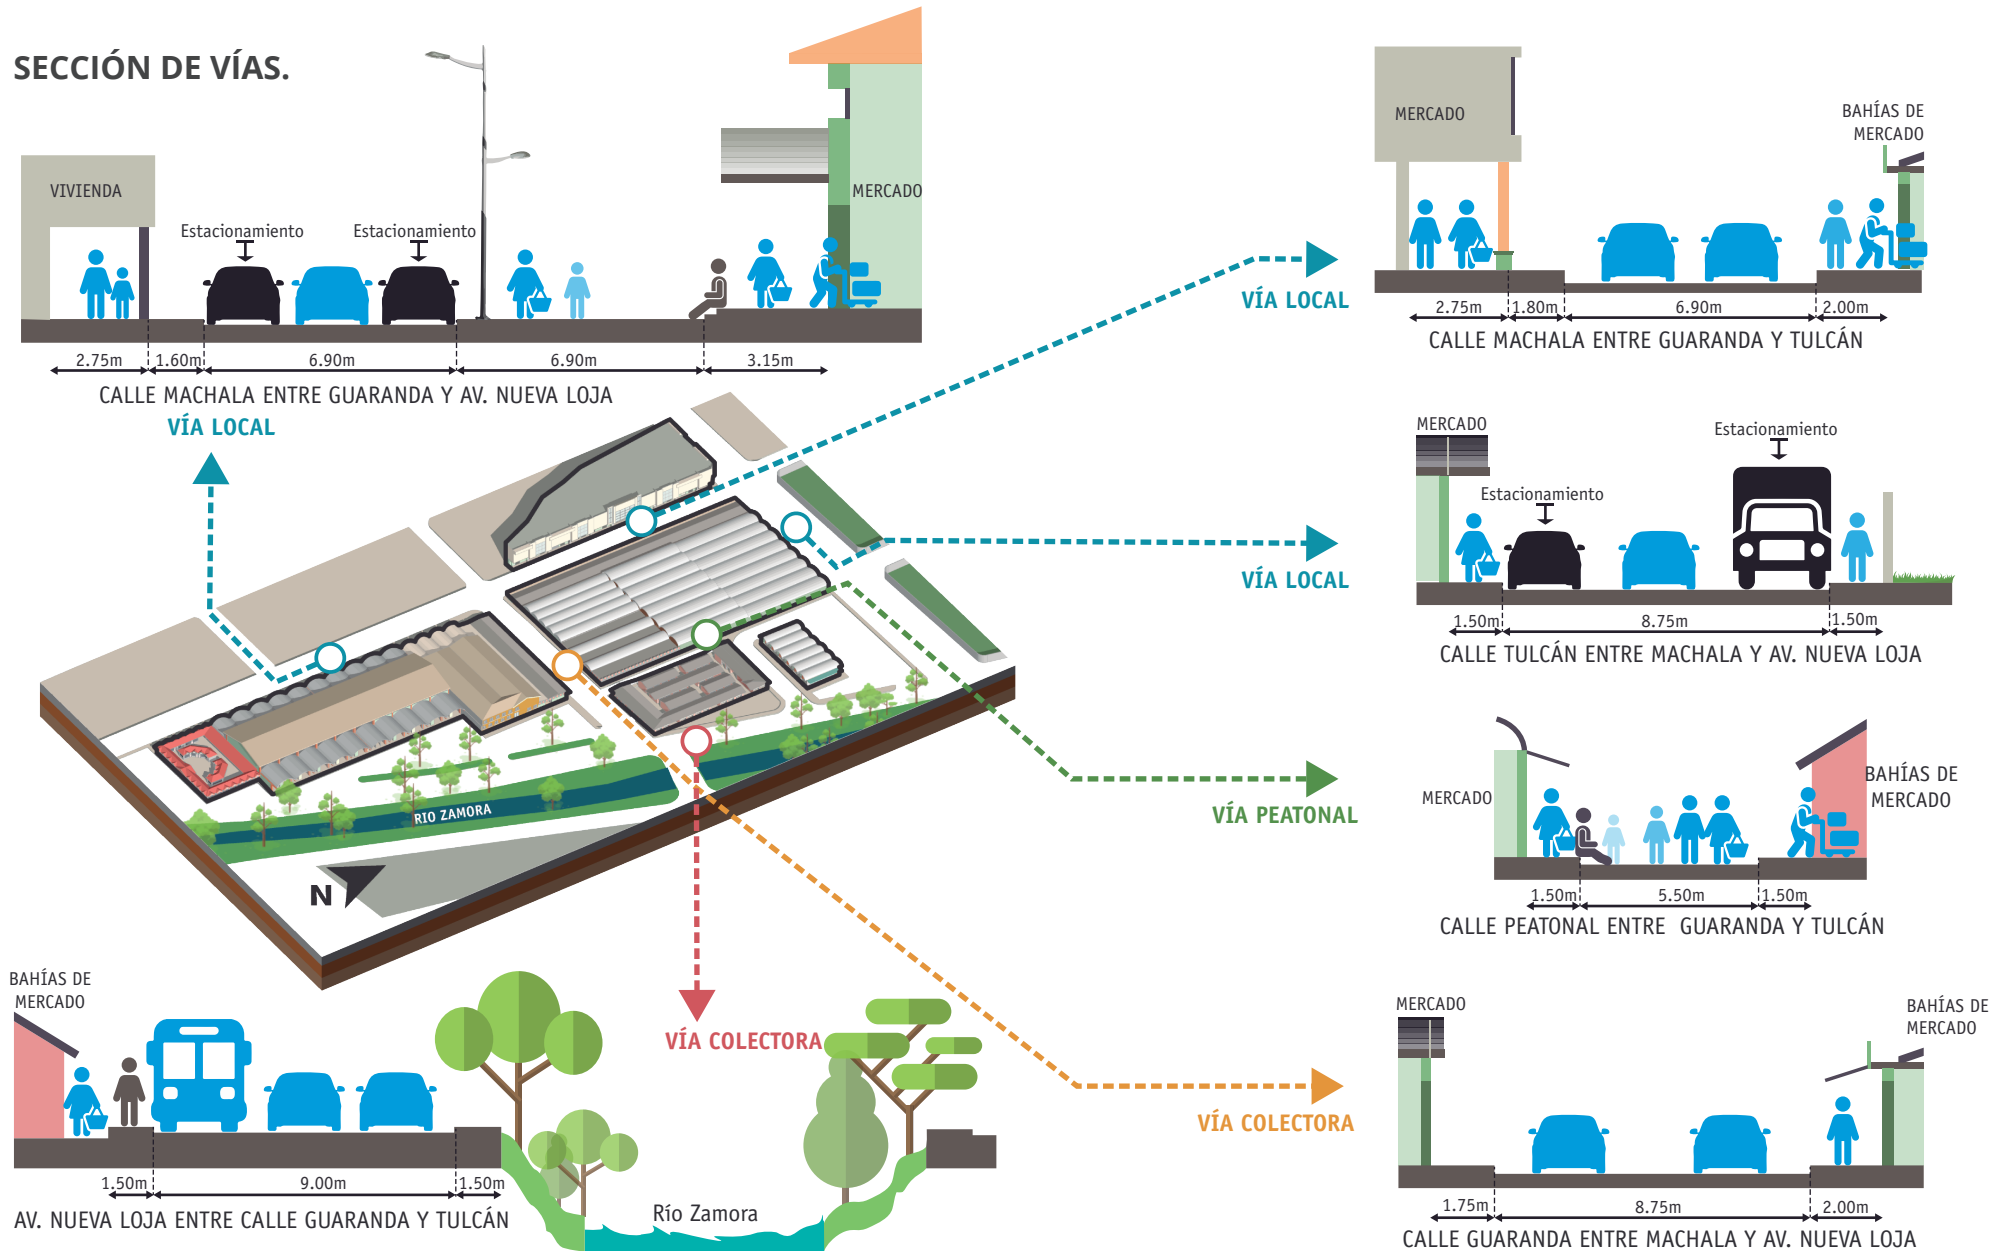 SECCIÓN DE VÍAS.
VIVIENDA
Estacionamiento
Estacionamiento
MERCADO
2.75m
1.60m
6.90m
6.90m
3.15m
CALLE MACHALA ENTRE GUARANDA Y AV. NUEVA LOJA
VÍA LOCAL
MERCADO
BAHÍAS DE
MERCADO
VÍA LOCAL
2.75m
1.80m
6.90m
2.00m
CALLE MACHALA ENTRE GUARANDA Y TULCÁN
MERCADO
Estacionamiento
Estacionamiento
VÍA LOCAL
1.50m
8.75m
1.50m
CALLE TULCÁN ENTRE MACHALA Y AV. NUEVA LOJA
MERCADO
BAHÍAS DE
MERCADO
VÍA PEATONAL
1.50m
5.50m
1.50m
CALLE PEATONAL ENTRE GUARANDA Y TULCÁN
RIO ZAMORA
N
BAHÍAS DE
MERCADO
VÍA COLECTORA
1.50m
9.00m
1.50m
AV. NUEVA LOJA ENTRE CALLE GUARANDA Y TULCÁN
Río Zamora
MERCADO
BAHÍAS DE
MERCADO
VÍA COLECTORA
1.75m
8.75m
2.00m
CALLE GUARANDA ENTRE MACHALA Y AV. NUEVA LOJA